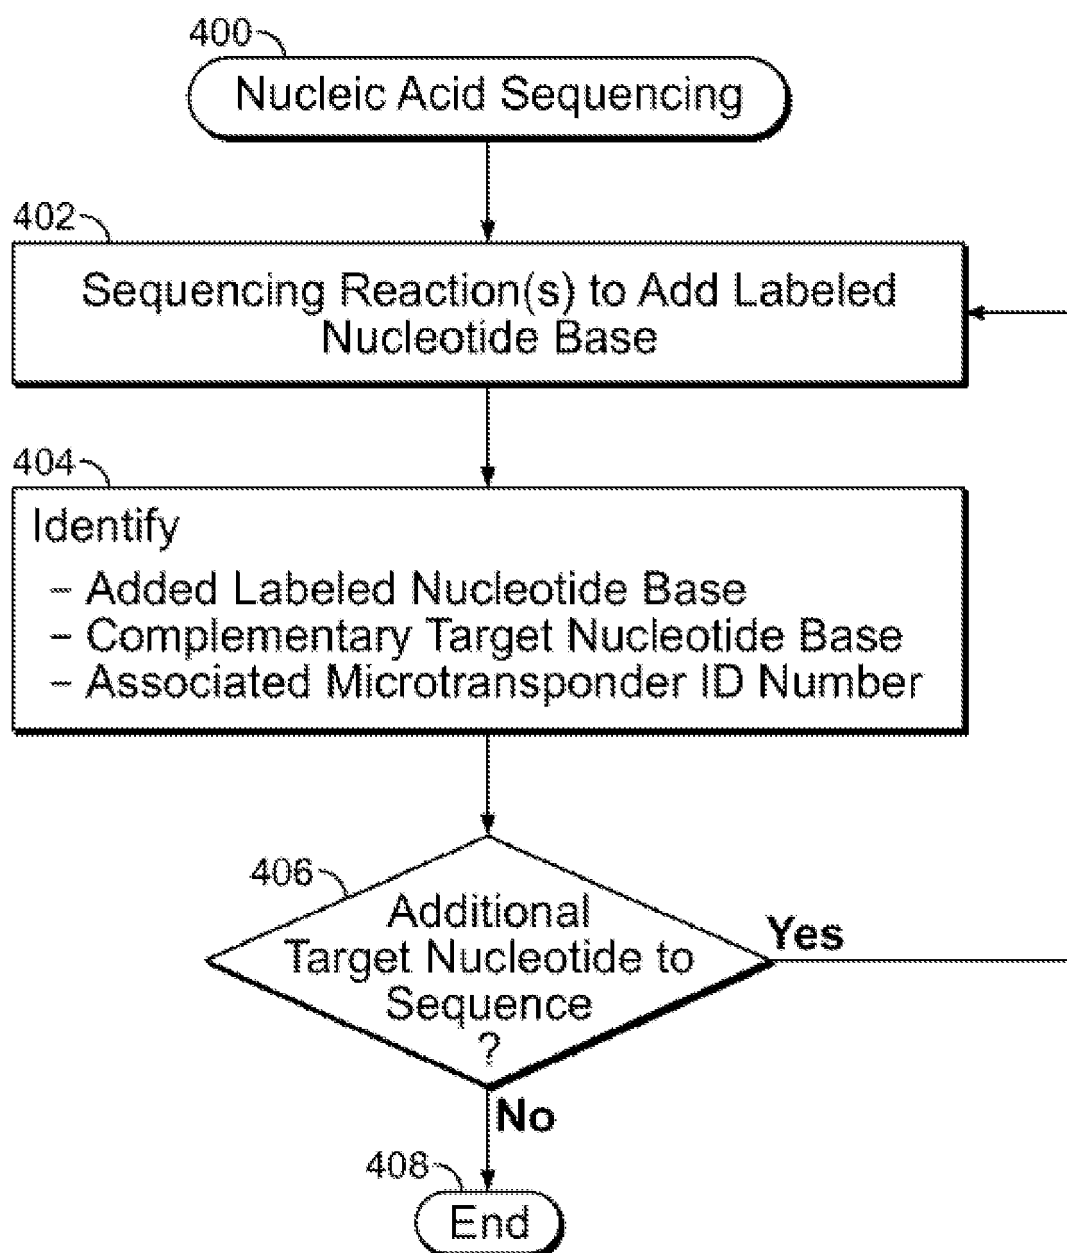 400
Nucleic Acid Sequencing
402
Sequencing Reaction(s) to Add Labeled
Nucleotide Base
404
Identify
– Added Labeled Nucleotide Base
– Complementary Target Nucleotide Base
– Associated Microtransponder ID Number
406
Additional
Target Nucleotide to
Sequence
?
Yes
No
408
End